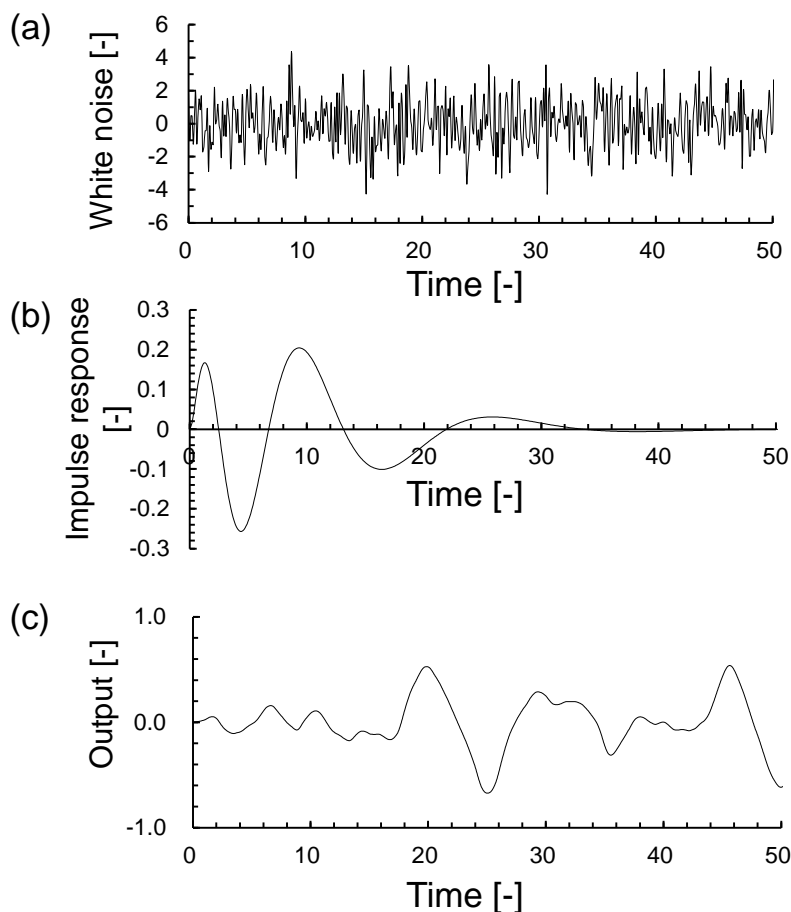 (a)
White noise [-]
6
4
2
0
-2
-4
-6
0 10 20 30 40 50
Time [-]
(b)
Impulse response
[-]
0.3
0.2
0.1
0
-0.1
-0.2
-0.3
0 10 20 30 40 50
Time [-]
(c)
Output [-]
1.0
0.0
-1.0
0 10 20 30 40 50
Time [-]